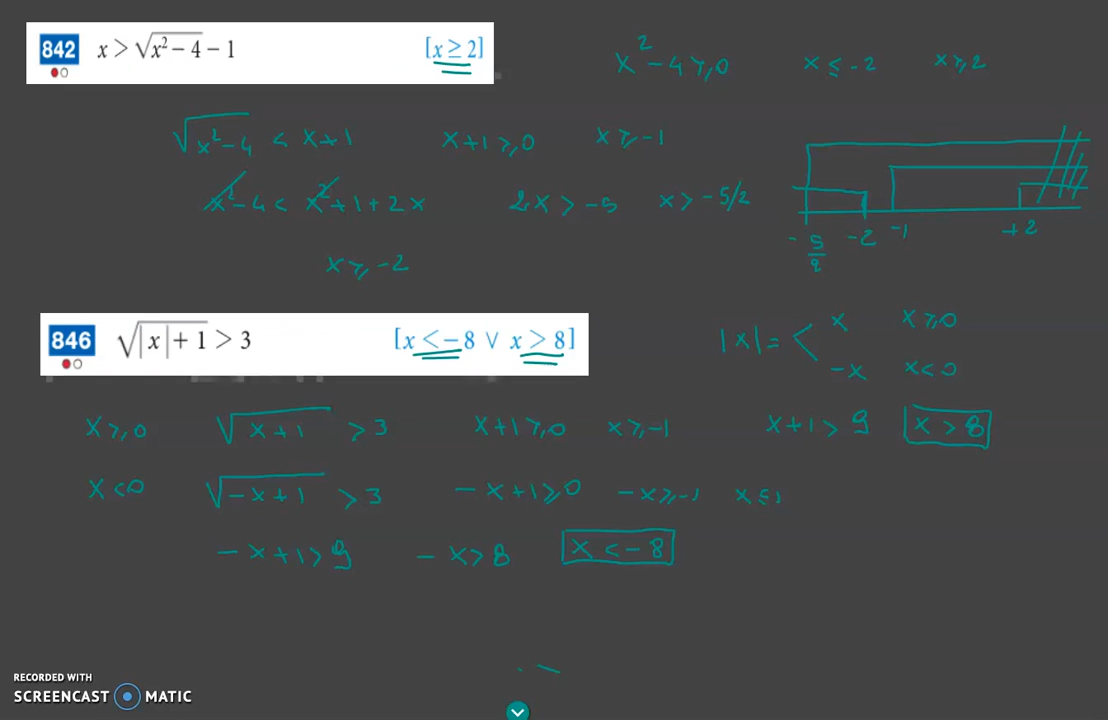 842 x > √(x² − 4) − 1 [x ≥ 2]
x² − 4 ≥ 0 x ≤ −2 x ≥ 2
√(x² − 4) < x + 1 x + 1 ≥ 0 x ≥ −1
x² − 4 < x² + 1 + 2x 2x > −5 x > −5/2
−5/2 −2 −1 +2
x ≥ −2
846 √(|x| + 1) > 3 [x < −8 ∨ x > 8]
|x| = < x x ≥ 0
−x x < 0
x ≥ 0 √(x + 1) > 3 x + 1 ≥ 0 x ≥ −1 x + 1 > 9 x > 8
x < 0 √(−x + 1) > 3 −x + 1 ≥ 0 −x ≥ −1 x ≤ 1
−x + 1 > 9 −x > 8 x < −8
RECORDED WITH
SCREENCAST MATIC